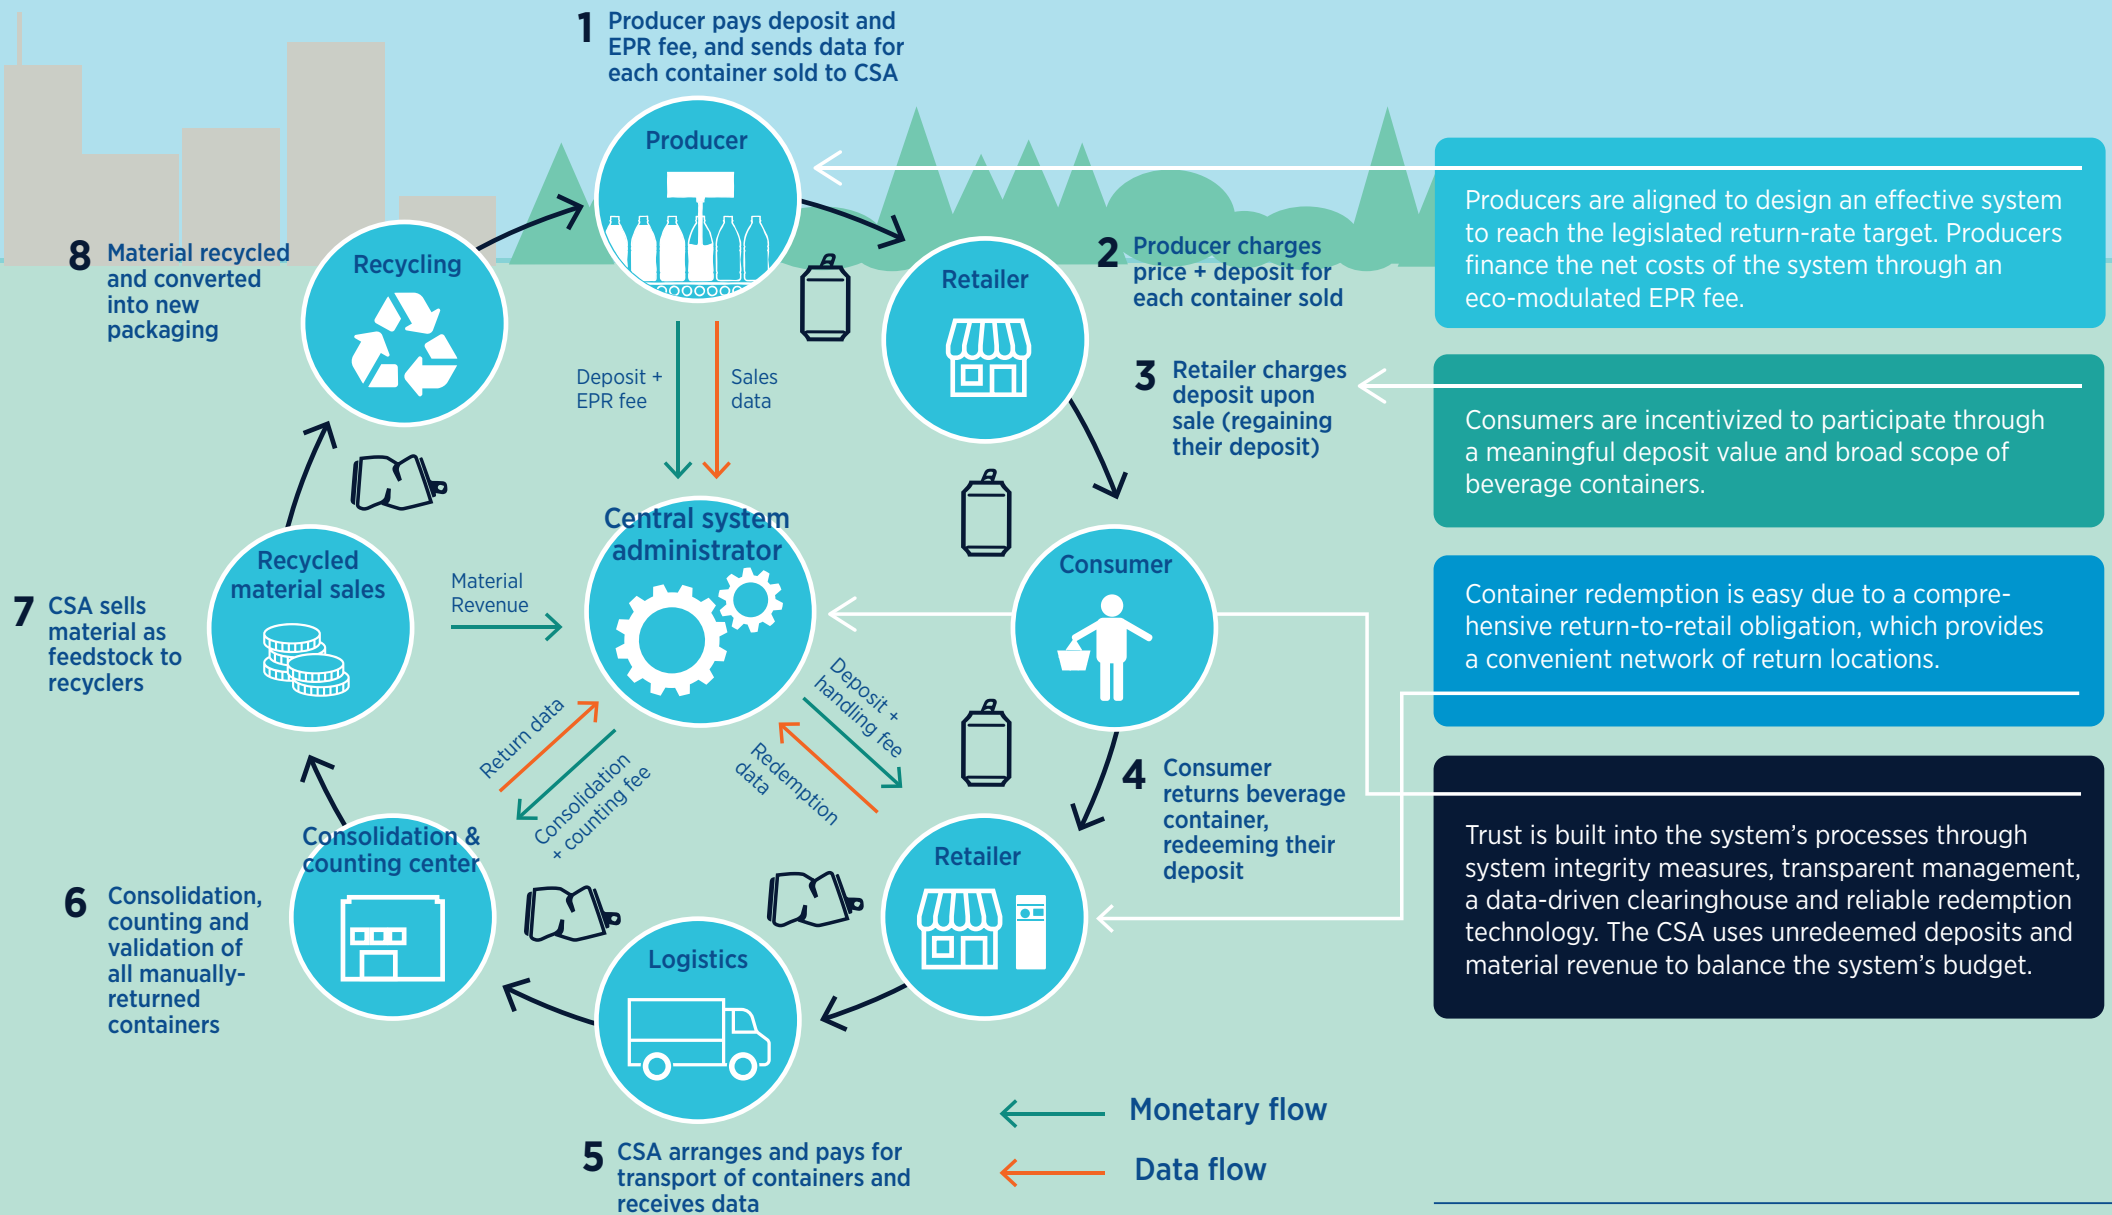 1 Producer pays deposit and
EPR fee, and sends data for
each container sold to CSA
Producer
2 Producer charges
price + deposit for
each container sold
Retailer
3 Retailer charges
deposit upon
sale (regaining
their deposit)
Consumer
4 Consumer
returns beverage
container,
redeeming their
deposit
Retailer
Logistics
5 CSA arranges and pays for
transport of containers and
receives data
Consolidation &
counting center
6 Consolidation,
counting and
validation of
all manually-
returned
containers
Recycled
material sales
7 CSA sells
material as
feedstock to
recyclers
Recycling
8 Material recycled
and converted
into new
packaging
Deposit +
EPR fee
Sales
data
Central system
administrator
Material
Revenue
Return data
Consolidation
+ counting fee
Deposit +
handling fee
Redemption
data
Monetary flow
Data flow
Producers are aligned to design an effective system
to reach the legislated return-rate target. Producers
finance the net costs of the system through an
eco-modulated EPR fee.
Consumers are incentivized to participate through
a meaningful deposit value and broad scope of
beverage containers.
Container redemption is easy due to a compre-
hensive return-to-retail obligation, which provides
a convenient network of return locations.
Trust is built into the system’s processes through
system integrity measures, transparent management,
a data-driven clearinghouse and reliable redemption
technology. The CSA uses unredeemed deposits and
material revenue to balance the system’s budget.